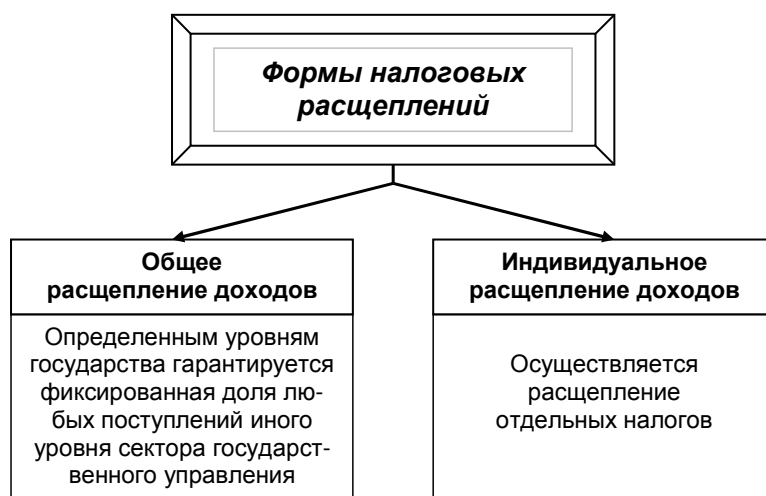 Формы налоговых
расщеплений
Общее
расщепление доходов
Определенным уровням
государства гарантируется
фиксированная доля лю-
бых поступлений иного
уровня сектора государст-
венного управления
Индивидуальное
расщепление доходов
Осуществляется
расщепление
отдельных налогов